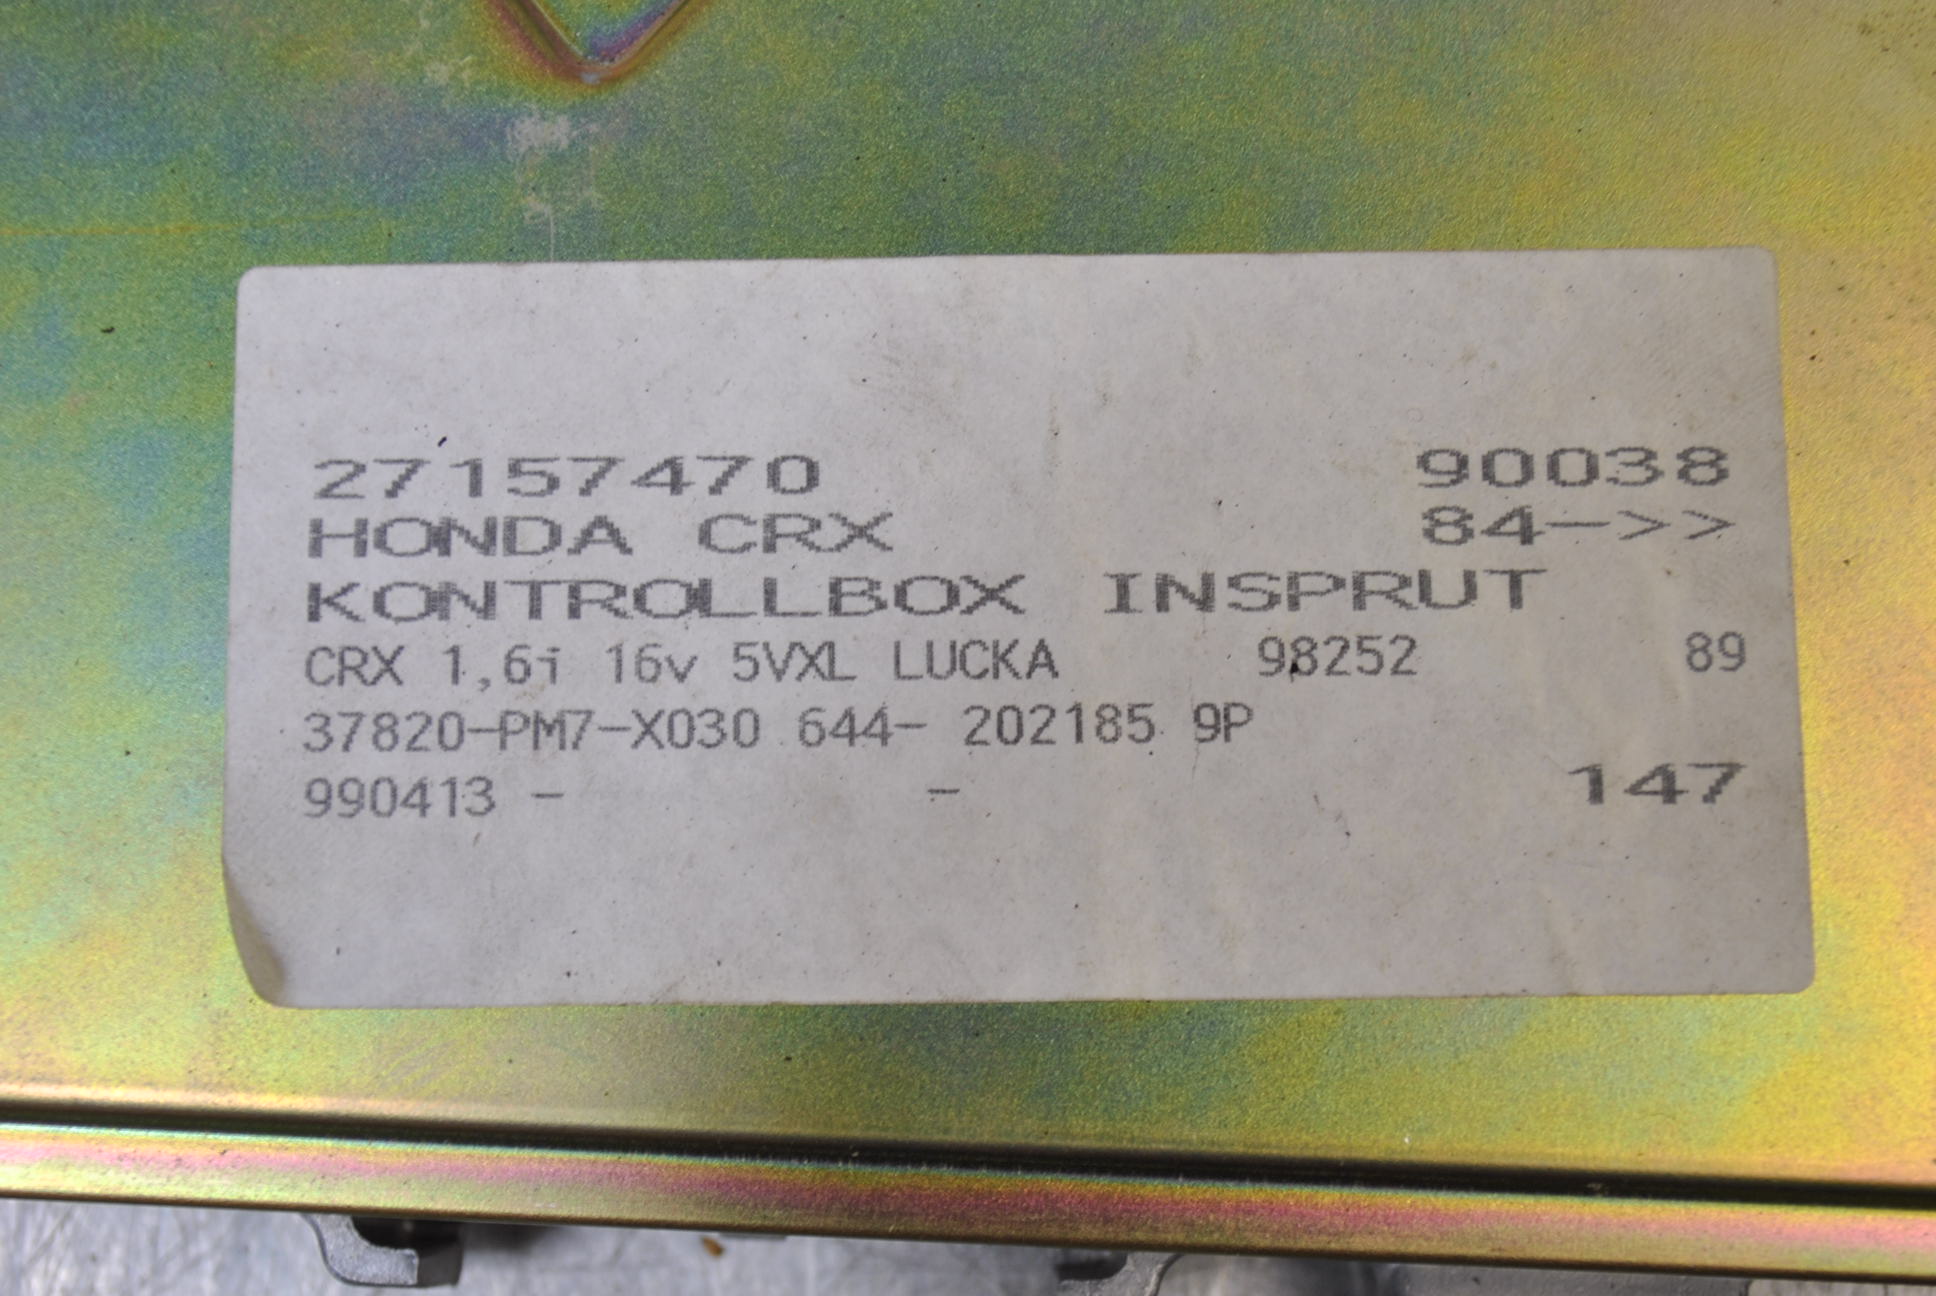 27157470 90038
HONDA CRX 84->>
KONTROLLBOX INSPRUT
CRX 1,6i 16v 5VXL LUCKA 98252 89
37820-PM7-X030 644- 202185 9P
990413 - - 147